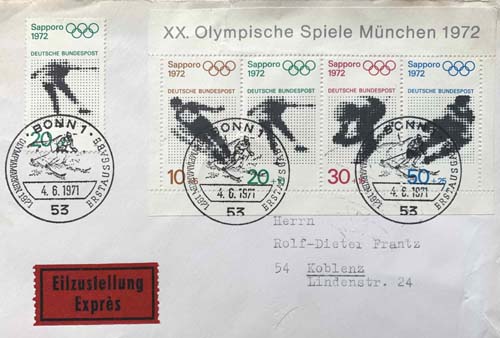 Sapporo
1972
DEUTSCHE BUNDESPOST
20
XX. Olympische Spiele München 1972
Sapporo
1972
DEUTSCHE BUNDESPOST
10
Sapporo
1972
DEUTSCHE BUNDESPOST
20
Sapporo
1972
DEUTSCHE BUNDESPOST
30
Sapporo
1972
DEUTSCHE BUNDESPOST
50+25
BONN 1
ERSTAUSGABE
4. 6. 1971
53
BONN 1
ERSTAUSGABE
4. 6. 1971
53
BONN 1
ERSTAUSGABE
4. 6. 1971
53
Eilzustellung
Exprès
Herrn
Rolf-Dieter Frantz
54 Koblenz
Lindenstr. 24